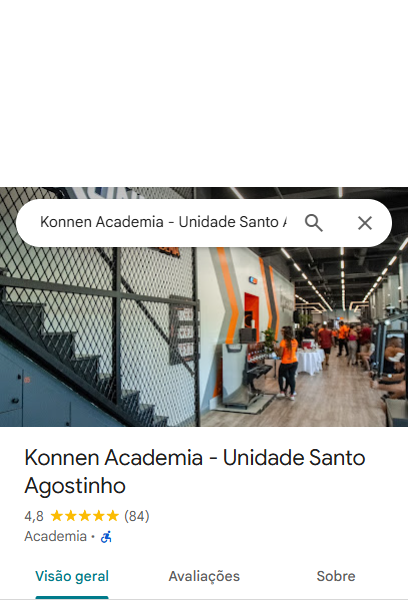 Konnen Academia - Unidade Santo
Konnen Academia - Unidade Santo
Agostinho
4,8 ★★★★★ (84)
Academia ·
Visão geral
Avaliações
Sobre